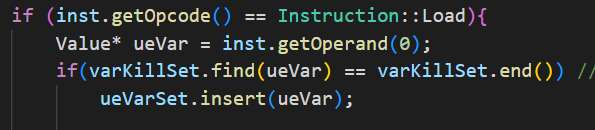 if (inst.getOpcode() == Instruction::Load){
Value* ueVar = inst.getOperand(0);
if(varKillSet.find(ueVar) == varKillSet.end()) //
ueVarSet.insert(ueVar);